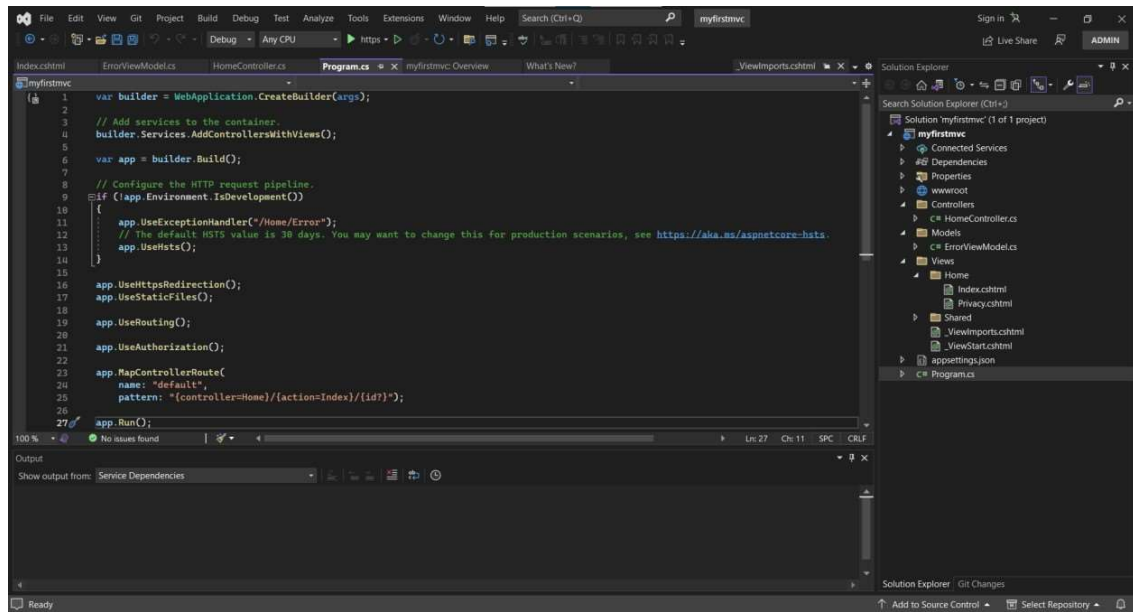 File Edit View Git Project Build Debug Test Analyze Tools Extensions Window Help Search (Ctrl+Q) myfirstmvc Sign in
Debug Any CPU https Live Share ADMIN
Index.cshtml ErrorViewModel.cs HomeController.cs Program.cs myfirstmvc: Overview What's New? _ViewImports.cshtml
myfirstmvc
1 var builder = WebApplication.CreateBuilder(args);
2
3 // Add services to the container.
4 builder.Services.AddControllersWithViews();
5
6 var app = builder.Build();
7
8 // Configure the HTTP request pipeline.
9 if (!app.Environment.IsDevelopment())
10 {
11 app.UseExceptionHandler("/Home/Error");
12 // The default HSTS value is 30 days. You may want to change this for production scenarios, see https://aka.ms/aspnetcore-hsts.
13 app.UseHsts();
14 }
15
16 app.UseHttpsRedirection();
17 app.UseStaticFiles();
18
19 app.UseRouting();
20
21 app.UseAuthorization();
22
23 app.MapControllerRoute(
24 name: "default",
25 pattern: "{controller=Home}/{action=Index}/{id?}");
26
27 app.Run();
100 % No issues found Ln: 27 Ch: 11 SPC CRLF
Output
Show output from: Service Dependencies
Solution Explorer
Search Solution Explorer (Ctrl+;)
Solution 'myfirstmvc' (1 of 1 project)
myfirstmvc
Connected Services
Dependencies
Properties
wwwroot
Controllers
C# HomeController.cs
Models
C# ErrorViewModel.cs
Views
Home
Index.cshtml
Privacy.cshtml
Shared
_ViewImports.cshtml
_ViewStart.cshtml
appsettings.json
C# Program.cs
Solution Explorer Git Changes
Ready Add to Source Control Select Repository